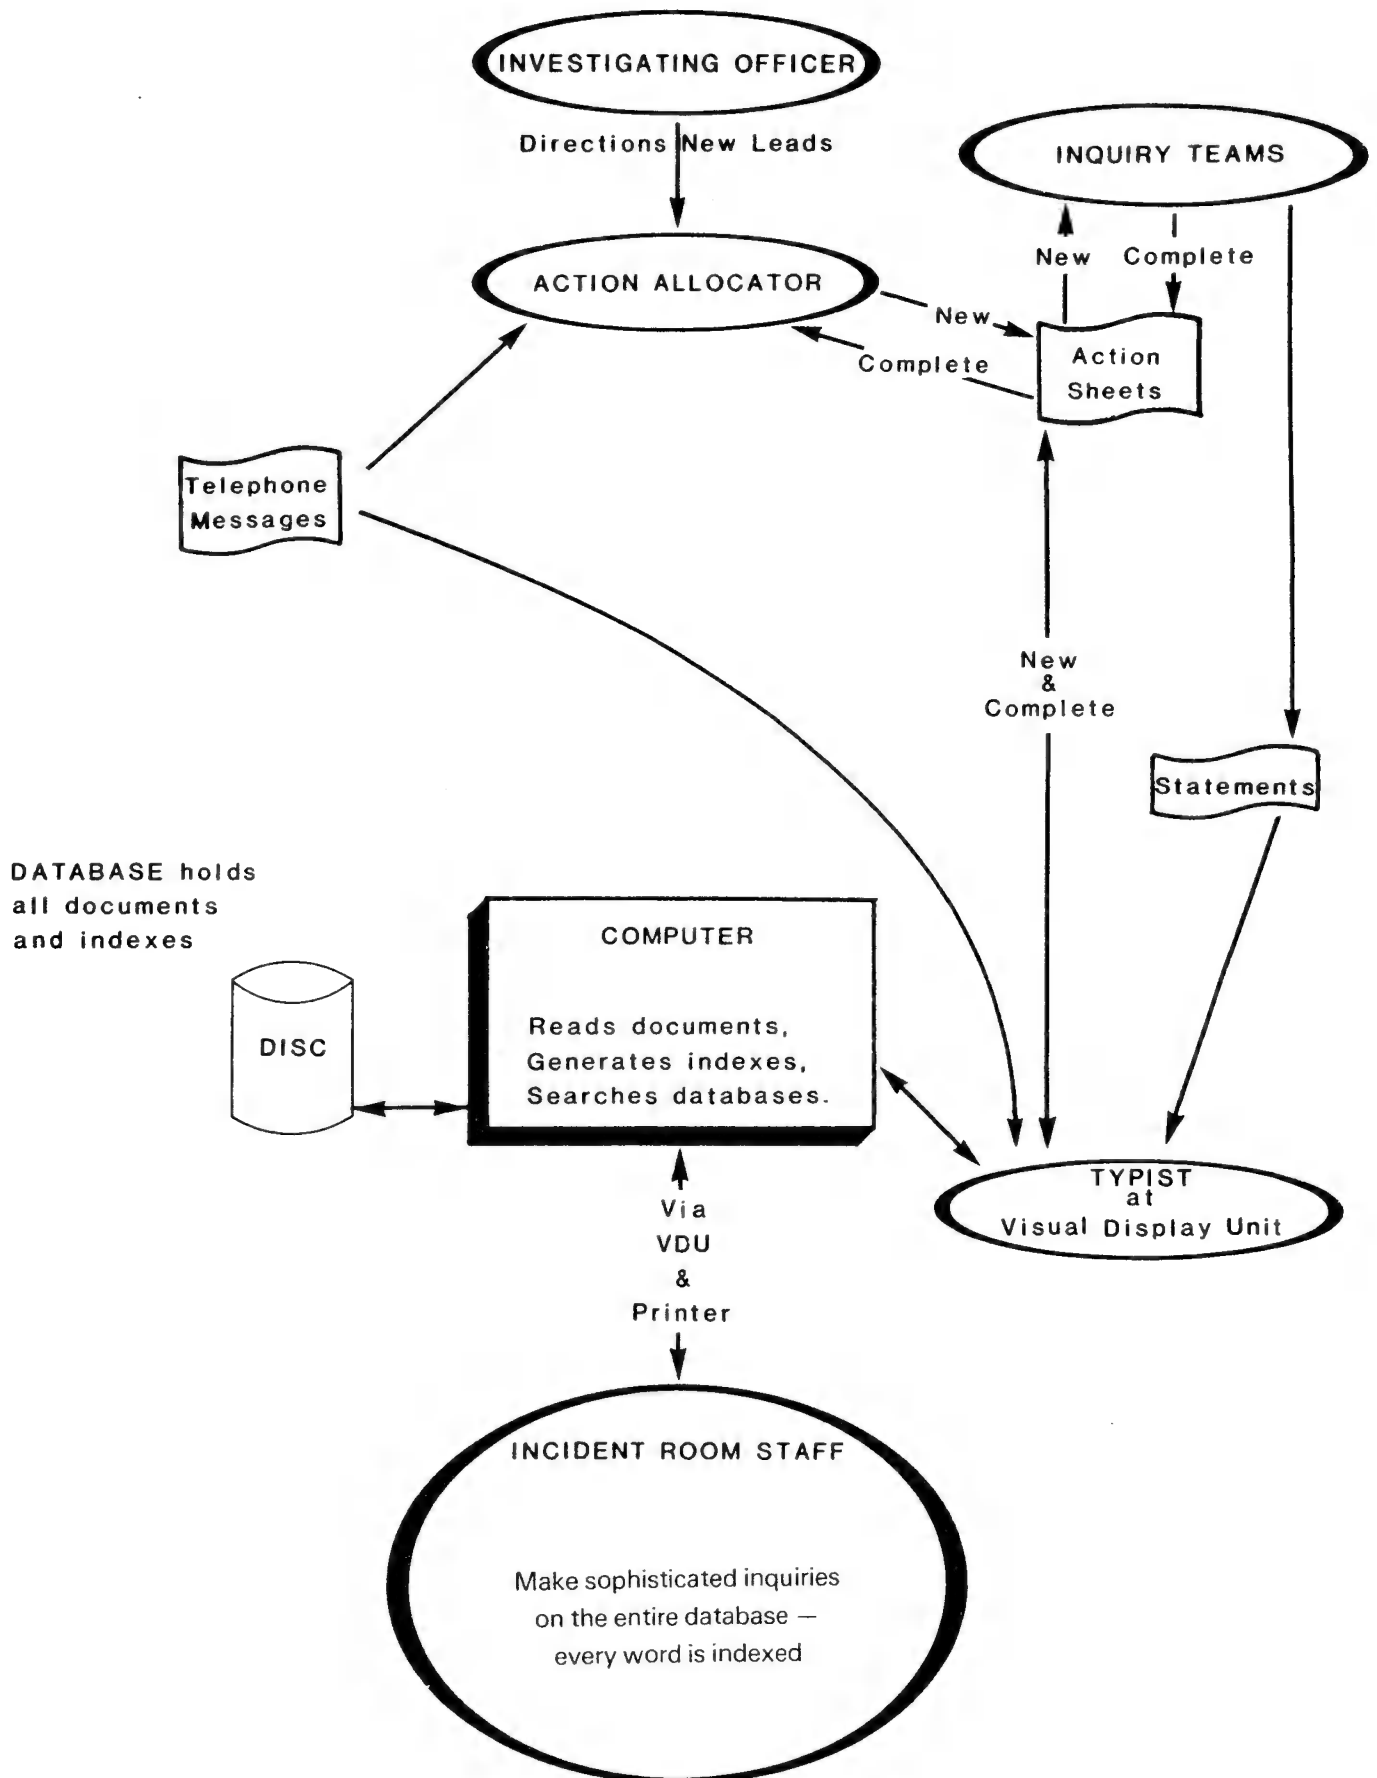 INVESTIGATING OFFICER
Directions New Leads
INQUIRY TEAMS
New Complete
ACTION ALLOCATOR
New
Complete
Action
Sheets
Telephone
Messages
New
&
Complete
Statements
DATABASE holds
all documents
and indexes
COMPUTER
Reads documents,
Generates indexes,
Searches databases.
DISC
TYPIST
at
Visual Display Unit
Via
VDU
&
Printer
INCIDENT ROOM STAFF
Make sophisticated inquiries
on the entire database —
every word is indexed